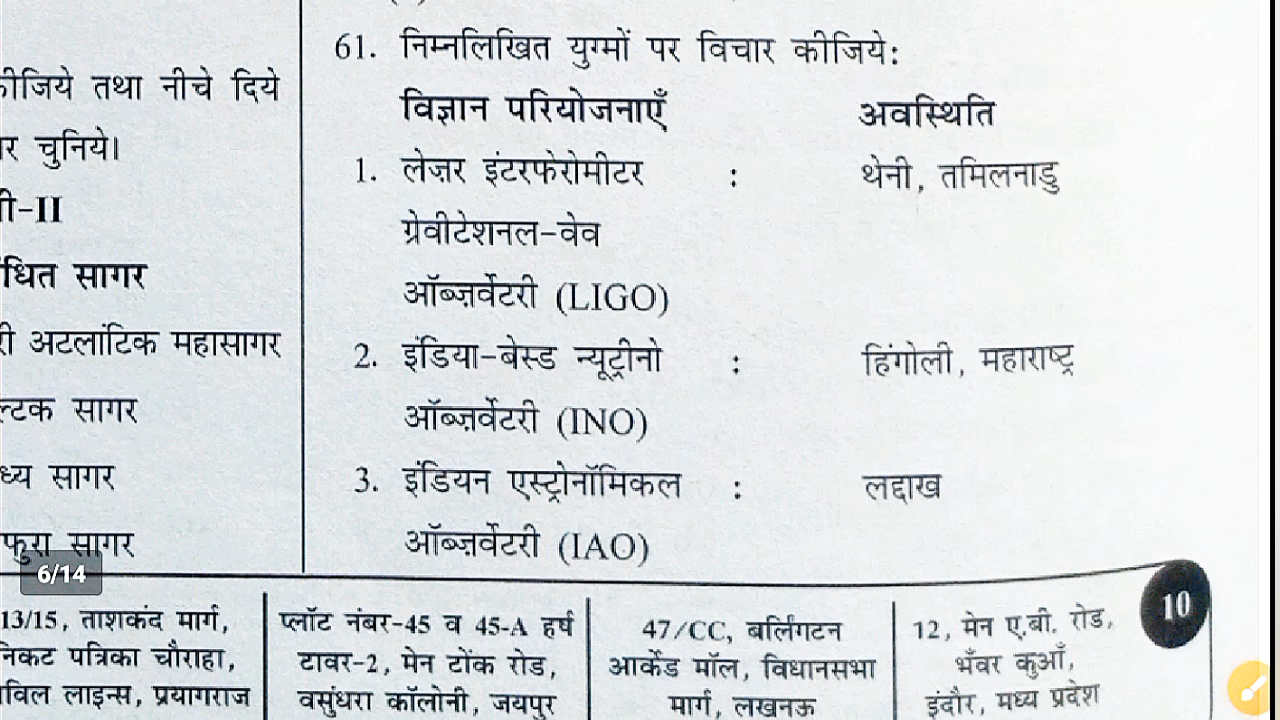 कीजिये तथा नीचे दिये
चुनिये।
-II
सागर
अटलांटिक महासागर
सागर
सागर
सागर
6/14
61. निम्नलिखित युग्मों पर विचार कीजिये:
विज्ञान परियोजनाएँ अवस्थिति
1. लेज़र इंटरफेरोमीटर : थेनी, तमिलनाडु
ग्रेवीटेशनल-वेव
ऑब्ज़र्वेटरी (LIGO)
2. इंडिया-बेस्ड न्यूट्रीनो : हिंगोली, महाराष्ट्र
ऑब्ज़र्वेटरी (INO)
3. इंडियन एस्ट्रोनॉमिकल : लद्दाख
ऑब्ज़र्वेटरी (IAO)
10
13/15, ताशकंद मार्ग,
निकट पत्रिका चौराहा,
सिविल लाइन्स, प्रयागराज
प्लॉट नंबर-45 व 45-A हर्ष
टावर-2, मेन टोंक रोड,
वसुंधरा कॉलोनी, जयपुर
47/CC, बर्लिंगटन
आर्केड मॉल, विधानसभा
मार्ग, लखनऊ
12, मेन ए.बी. रोड,
भँवर कुआँ,
इंदौर, मध्य प्रदेश